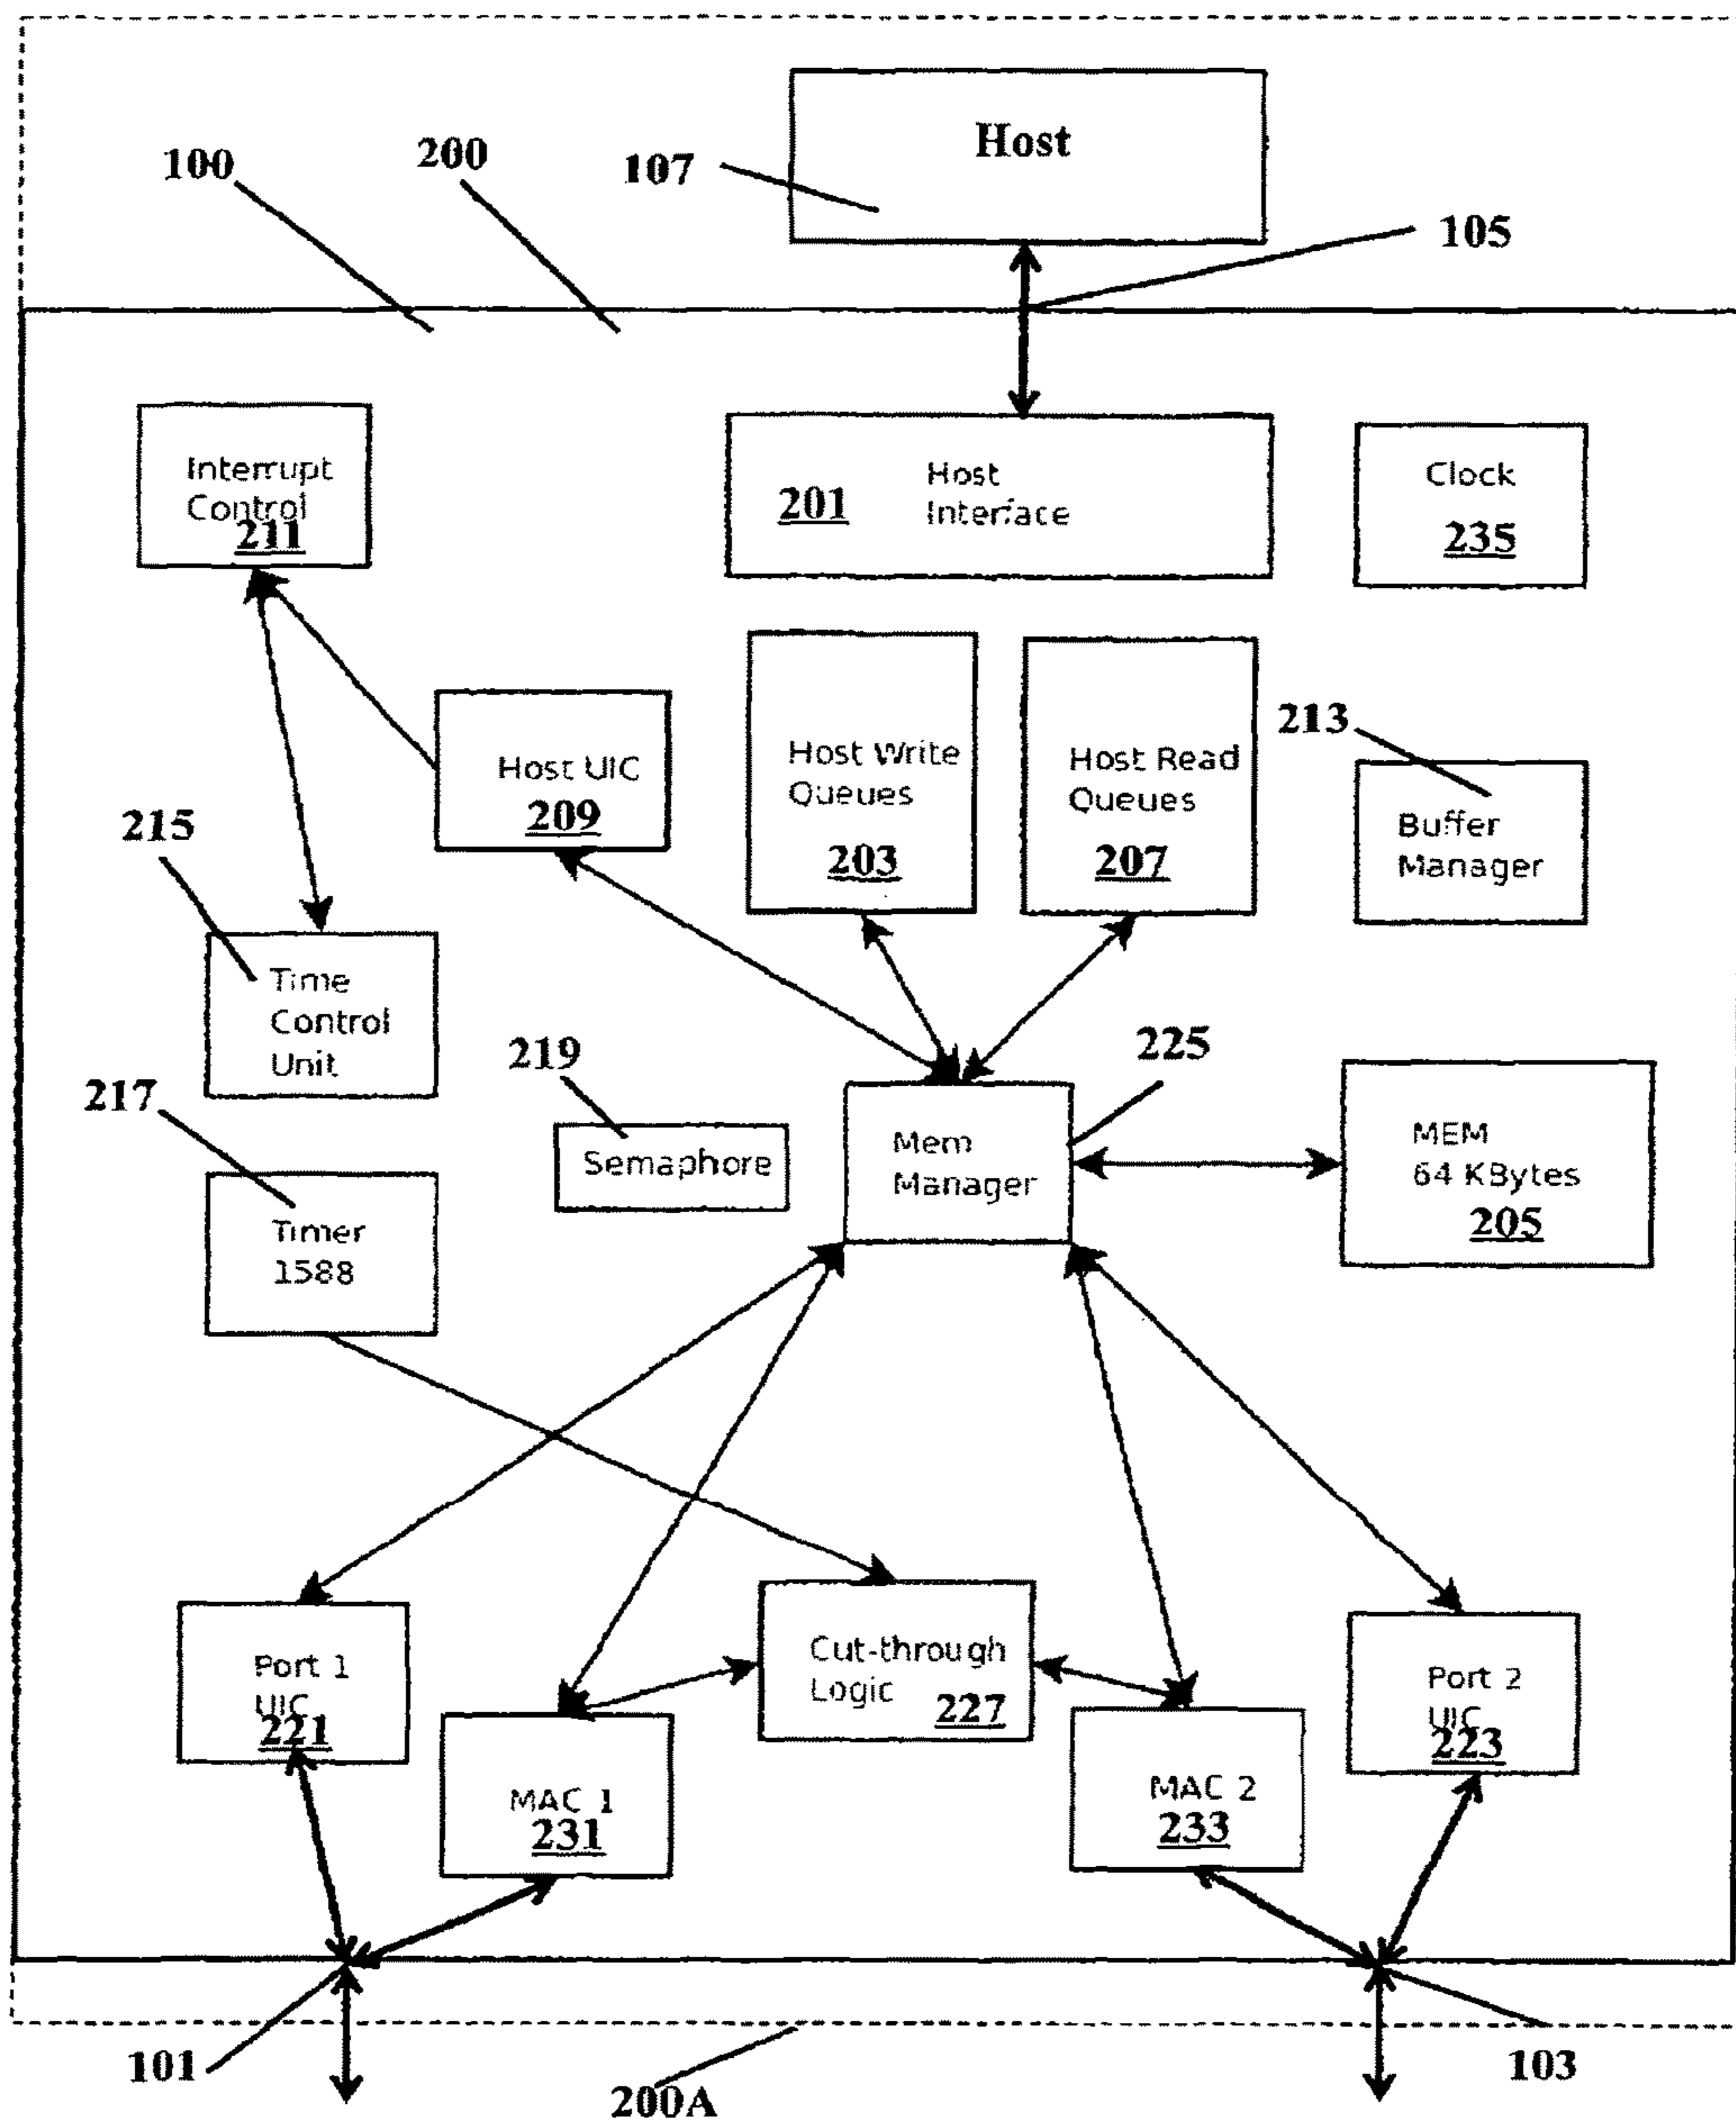 Host
100
200
107
105
Interrupt
Control
211
201
Host
Interface
Clock
235
Host UIC
209
Host Write
Queues
203
Host Read
Queues
207
213
Buffer
Manager
215
Time
Control
Unit
219
225
217
Semaphore
Mem
Manager
MEM
64 KBytes
205
Timer
1588
Port 1
UIC
221
MAC 1
231
Cut-through
Logic
227
MAC 2
233
Port 2
UIC
223
101
200A
103